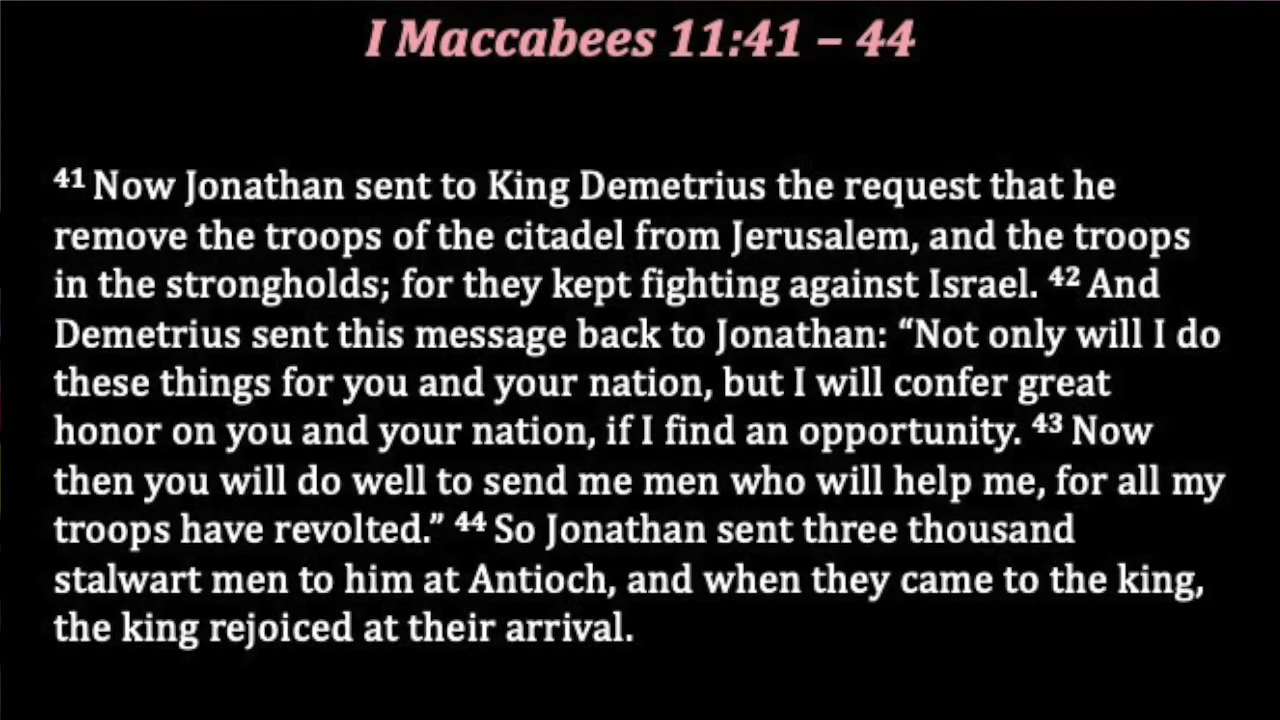 I Maccabees 11:41 – 44
41 Now Jonathan sent to King Demetrius the request that he
remove the troops of the citadel from Jerusalem, and the troops
in the strongholds; for they kept fighting against Israel. 42 And
Demetrius sent this message back to Jonathan: “Not only will I do
these things for you and your nation, but I will confer great
honor on you and your nation, if I find an opportunity. 43 Now
then you will do well to send me men who will help me, for all my
troops have revolted.” 44 So Jonathan sent three thousand
stalwart men to him at Antioch, and when they came to the king,
the king rejoiced at their arrival.